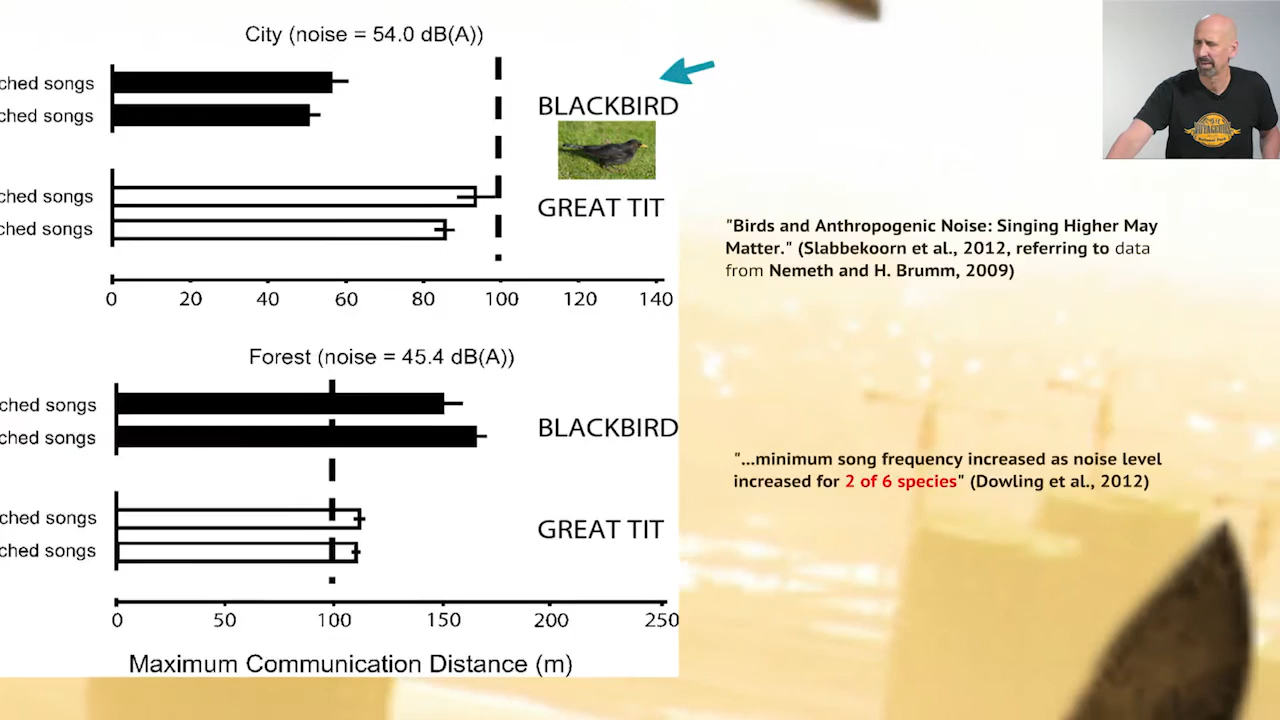 City (noise = 54.0 dB(A))
ched songs
ched songs
BLACKBIRD
ched songs
ched songs
GREAT TIT
0 20 40 60 80 100 120 140
Forest (noise = 45.4 dB(A))
ched songs
ched songs
BLACKBIRD
ched songs
ched songs
GREAT TIT
0 50 100 150 200 250
Maximum Communication Distance (m)
"Birds and Anthropogenic Noise: Singing Higher May
Matter." (Slabbekoorn et al., 2012, referring to data
from Nemeth and H. Brumm, 2009)
"...minimum song frequency increased as noise level
increased for 2 of 6 species" (Dowling et al., 2012)
VOYAGEURS